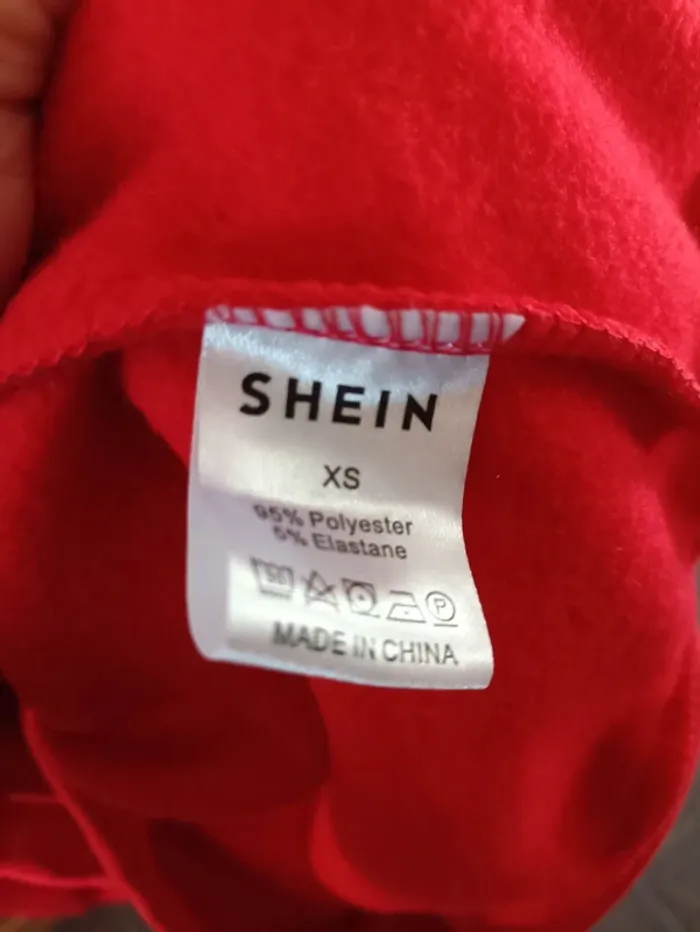 SHEIN
XS
95% Polyester
5% Elastane
P
MADE IN CHINA